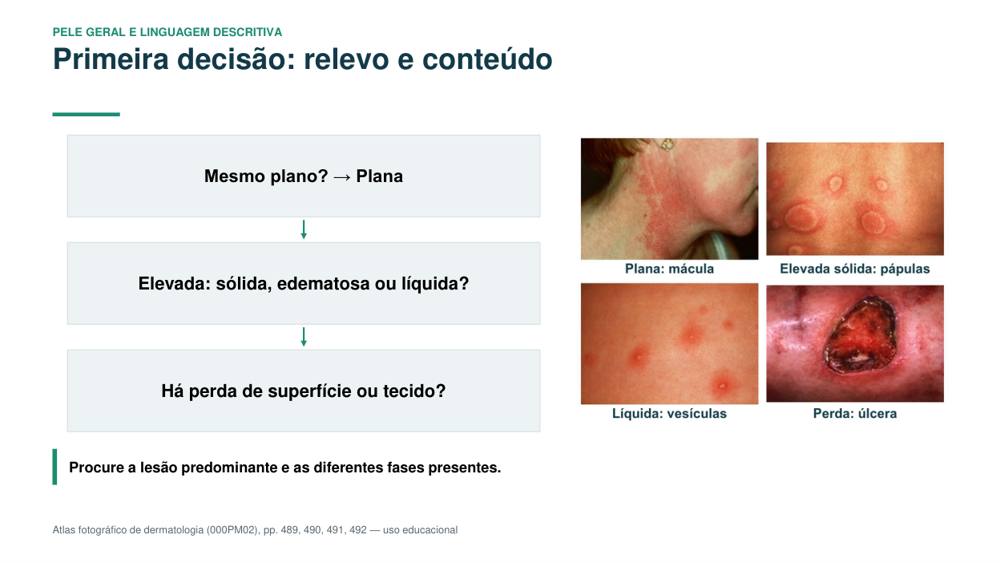 PELE GERAL E LINGUAGEM DESCRITIVA
Primeira decisão: relevo e conteúdo
Mesmo plano? → Plana
Elevada: sólida, edematosa ou líquida?
Há perda de superfície ou tecido?
Procure a lesão predominante e as diferentes fases presentes.
Plana: mácula
Elevada sólida: pápulas
Líquida: vesículas
Perda: úlcera
Atlas fotográfico de dermatologia (000PM02), pp. 489, 490, 491, 492 — uso educacional